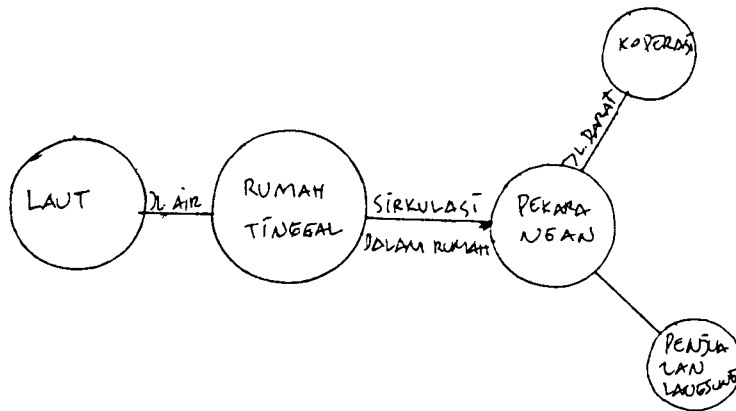 KOPERASI
JL. DARAT
LAUT
JL AIR
RUMAH
TINGGAL
SIRKULASI
DALAM RUMAH
PEKARA
NGAN
PENJUA
LAN
LANGSUNG